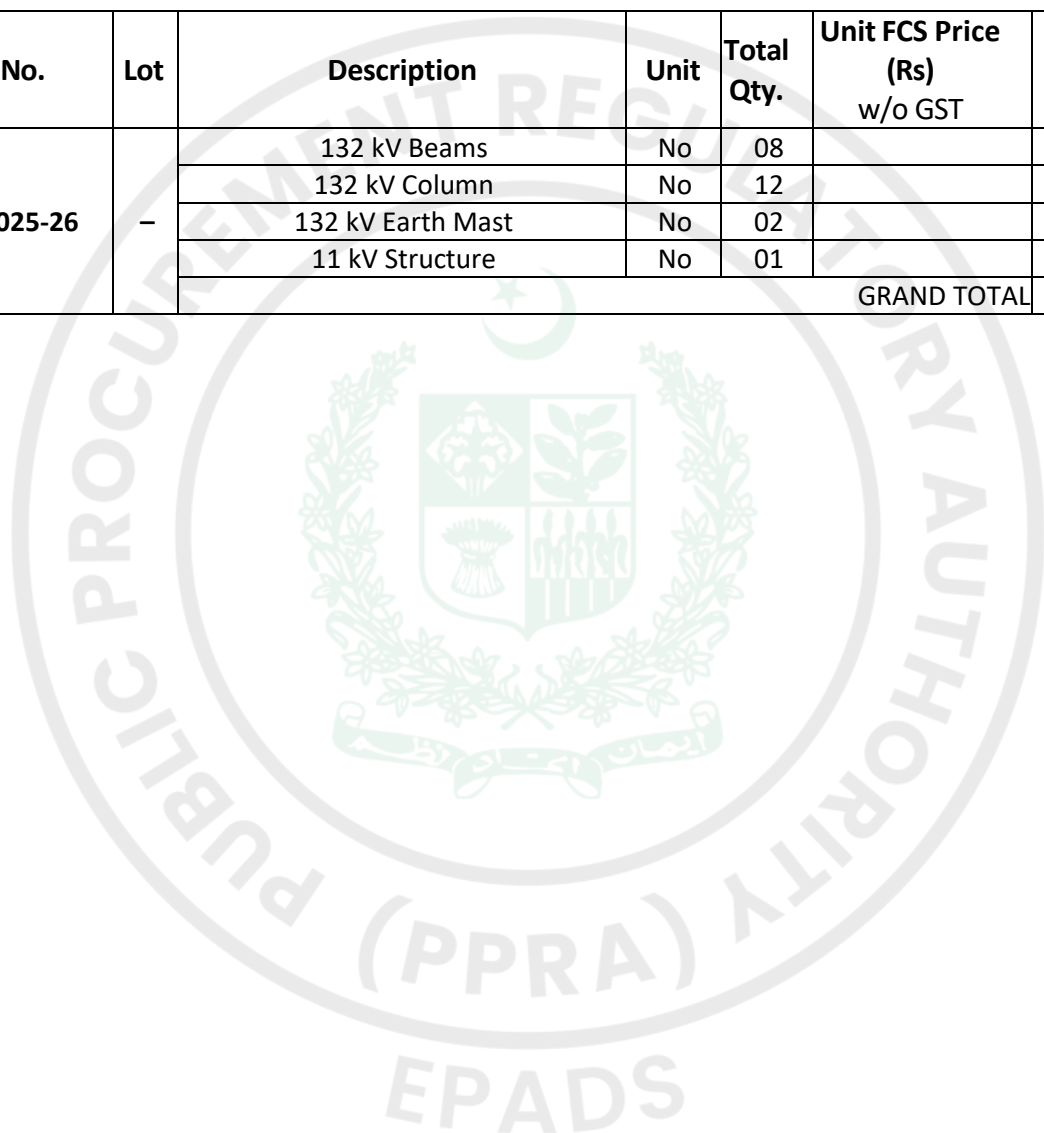 No. Lot Description Unit Total Qty. Unit FCS Price (Rs) w/o GST
132 kV Beams No 08
132 kV Column No 12
025-26 – 132 kV Earth Mast No 02
11 kV Structure No 01
GRAND TOTAL
PUBLIC PROCUREMENT REGULATORY AUTHORITY
(PPRA)
EPADS